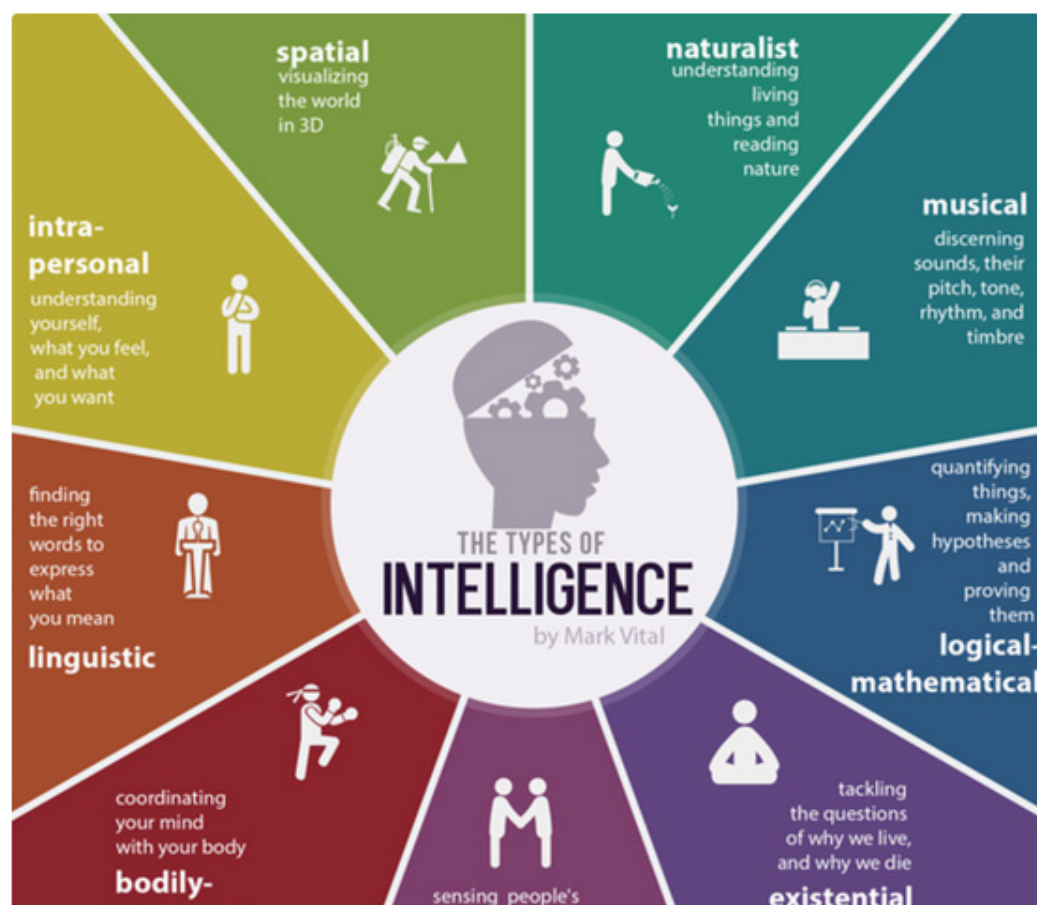 spatial
visualizing
the world
in 3D
naturalist
understanding
living
things and
reading
nature
musical
discerning
sounds, their
pitch, tone,
rhythm, and
timbre
intra-
personal
understanding
yourself,
what you feel,
and what
you want
finding
the right
words to
express
what
you mean
linguistic
THE TYPES OF
INTELLIGENCE
by Mark Vital
quantifying
things,
making
hypotheses
and
proving
them
logical-
mathematical
coordinating
your mind
with your body
bodily-
sensing people's
tackling
the questions
of why we live,
and why we die
existential